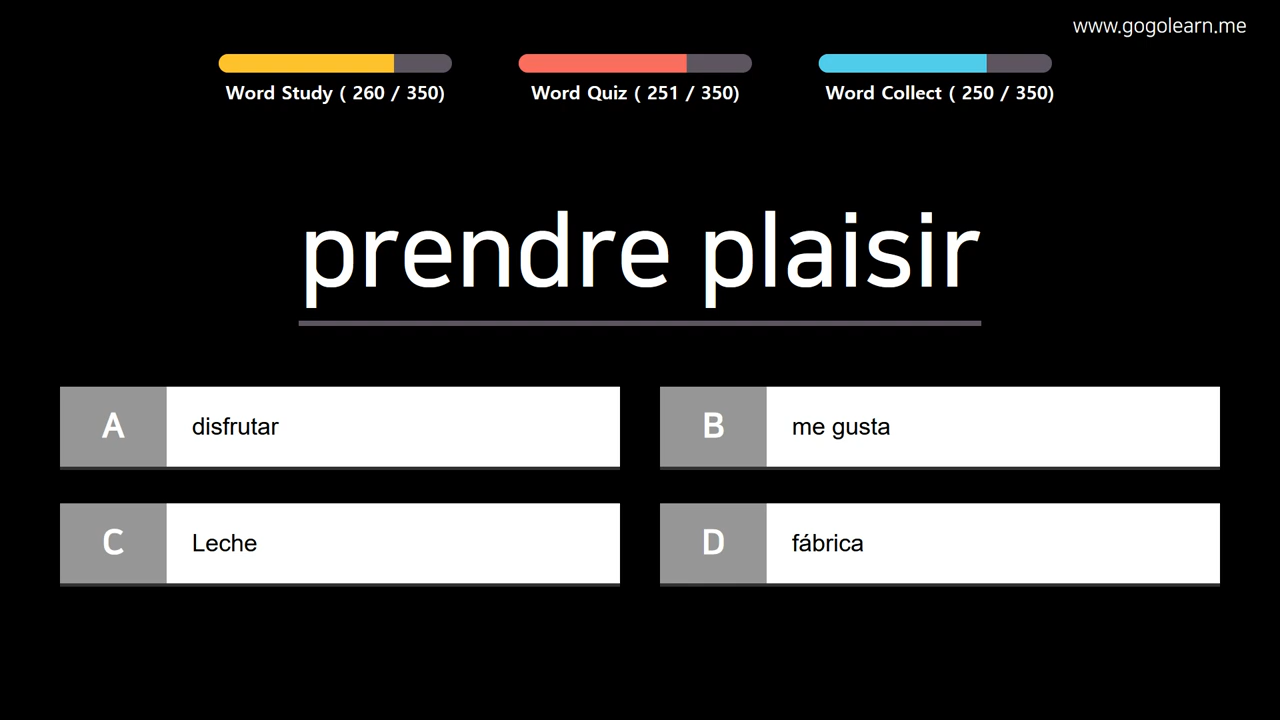 www.gogolearn.me
Word Study ( 260 / 350)
Word Quiz ( 251 / 350)
Word Collect ( 250 / 350)
prendre plaisir
A disfrutar
B me gusta
C Leche
D fábrica